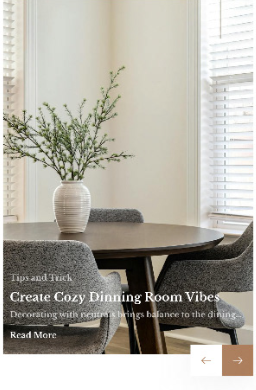 Tips and Trick
Create Cozy Dinning Room Vibes
Decorating with neutrals brings balance to the dining...
Read More